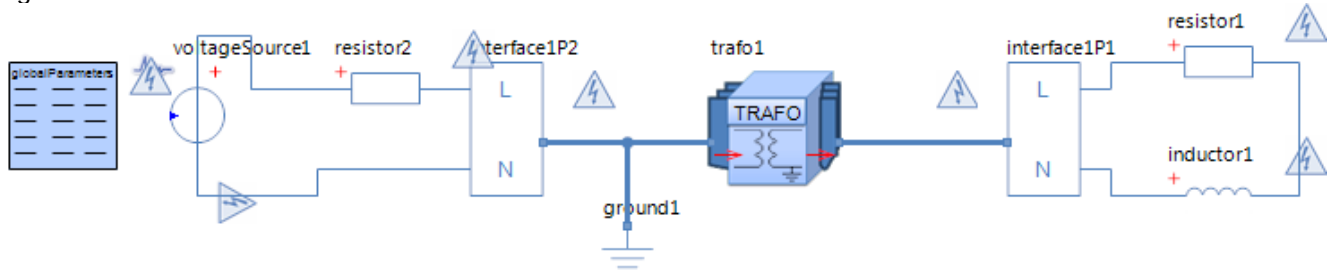 voltageSource1
resistor2
interface1P2
trafo1
interface1P1
resistor1
globalParameters
L
N
TRAFO
L
N
inductor1
ground1